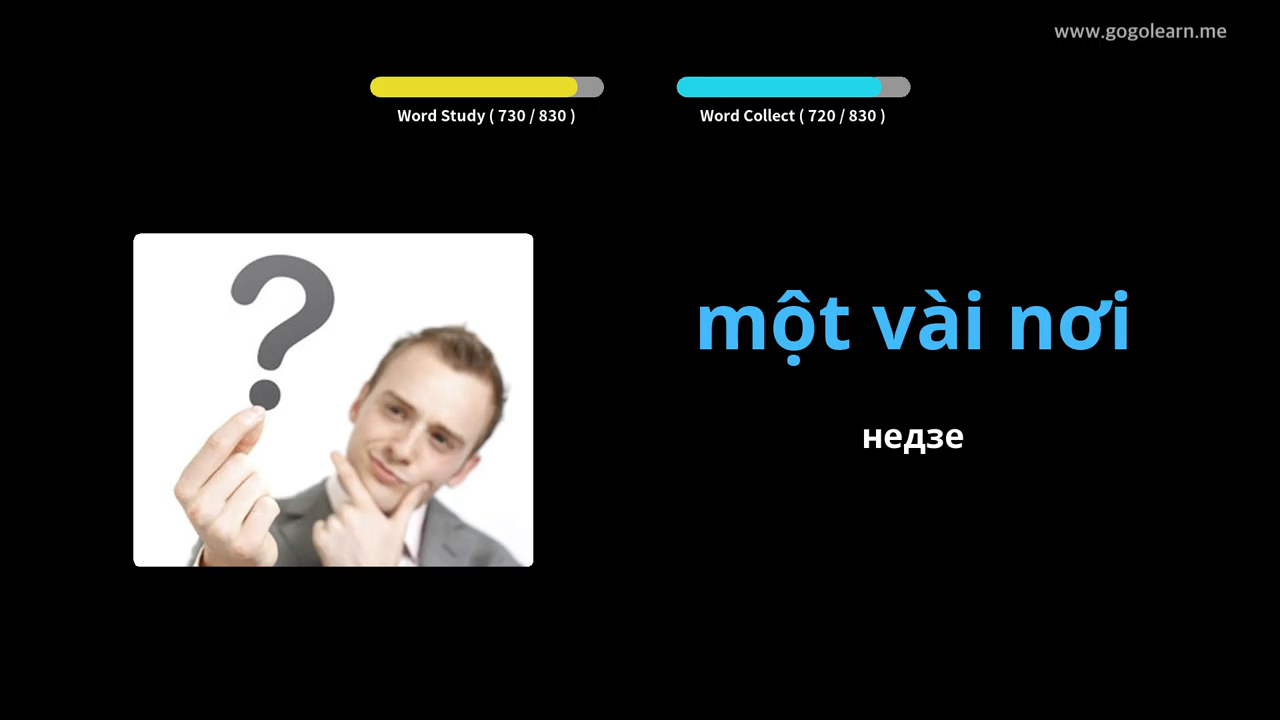 www.gogolearn.me
Word Study ( 730 / 830 )
Word Collect ( 720 / 830 )
một vài nơi
недзе